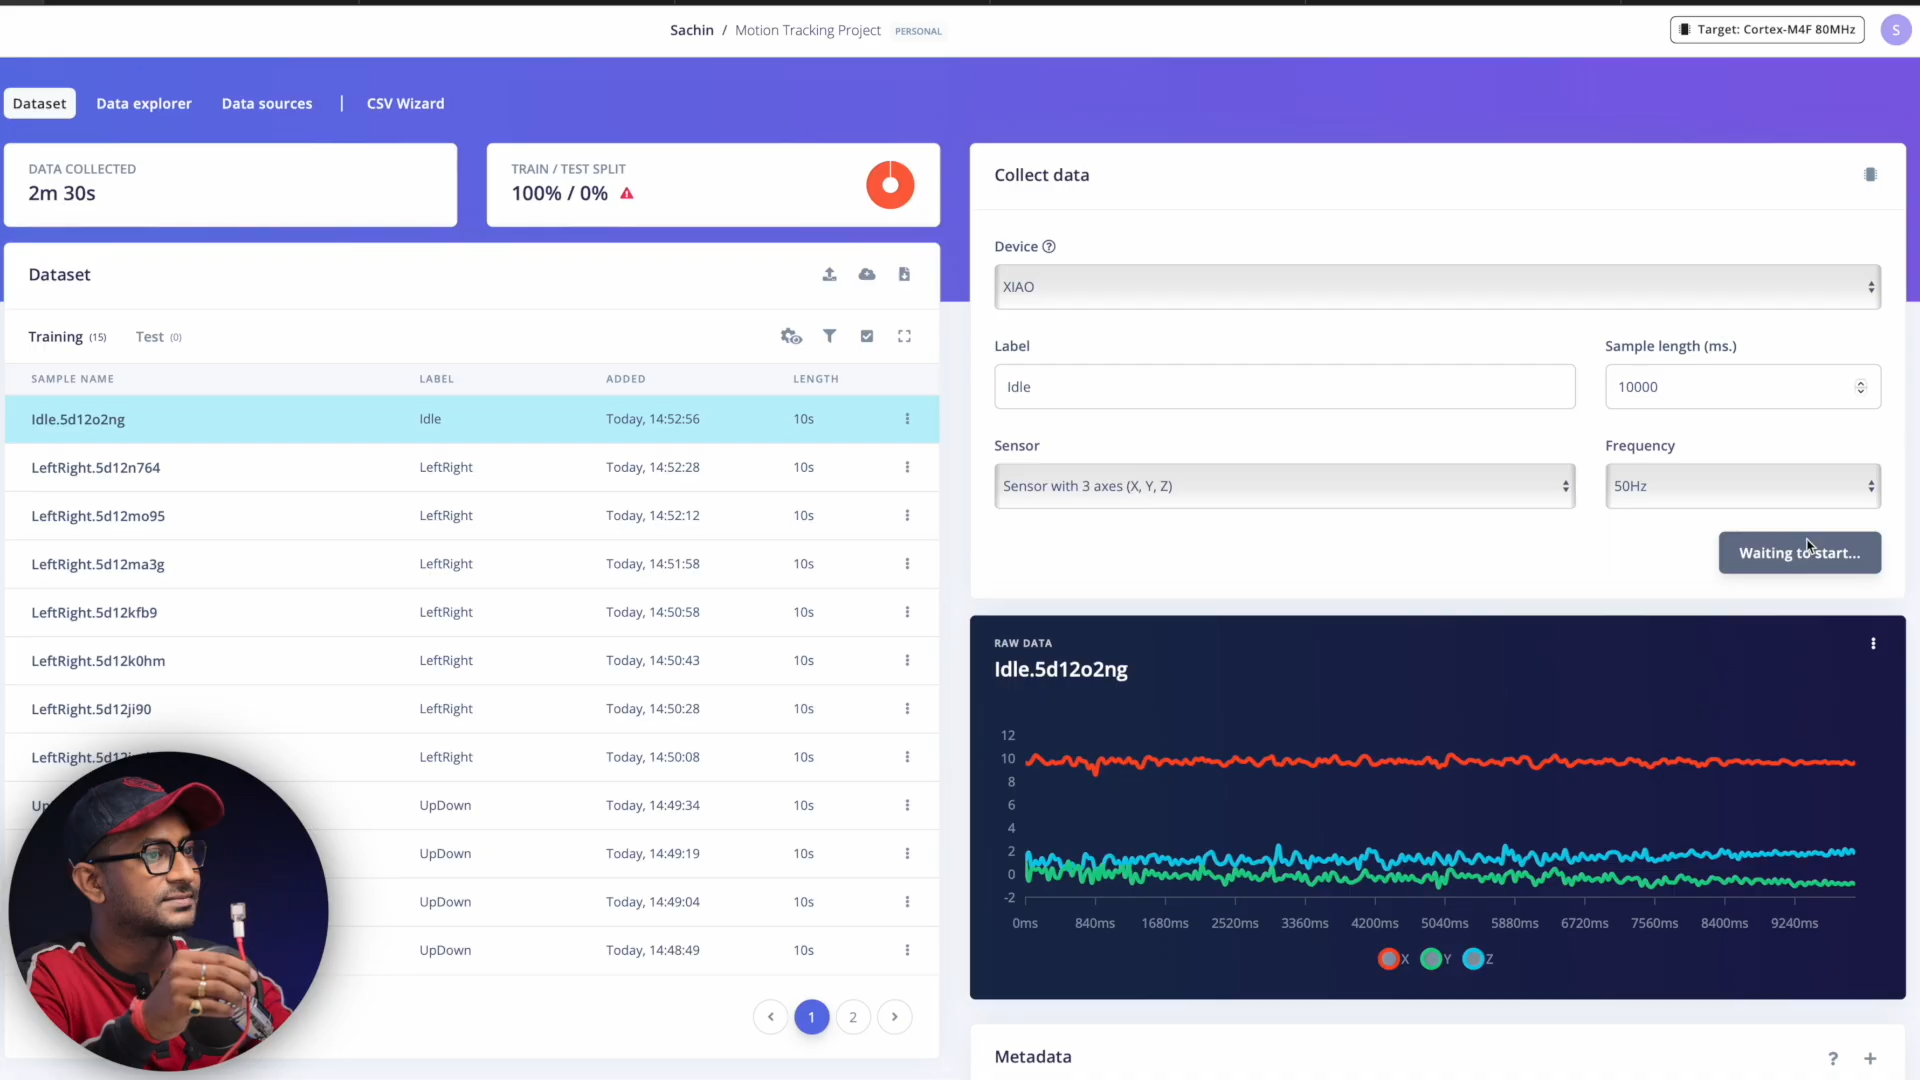 Sachin / Motion Tracking Project PERSONAL
Target: Cortex-M4F 80MHz
S
Dataset Data explorer Data sources | CSV Wizard
DATA COLLECTED
2m 30s
TRAIN / TEST SPLIT
100% / 0%
Dataset
Training (15) Test (0)
SAMPLE NAME LABEL ADDED LENGTH
Idle.5d12o2ng Idle Today, 14:52:56 10s
LeftRight.5d12n764 LeftRight Today, 14:52:28 10s
LeftRight.5d12mo95 LeftRight Today, 14:52:12 10s
LeftRight.5d12ma3g LeftRight Today, 14:51:58 10s
LeftRight.5d12kfb9 LeftRight Today, 14:50:58 10s
LeftRight.5d12k0hm LeftRight Today, 14:50:43 10s
LeftRight.5d12ji90 LeftRight Today, 14:50:28 10s
LeftRight Today, 14:50:08 10s
UpDown Today, 14:49:34 10s
UpDown Today, 14:49:19 10s
UpDown Today, 14:49:04 10s
UpDown Today, 14:48:49 10s
1 2
Collect data
Device ?
XIAO
Label Sample length (ms.)
Idle 10000
Sensor Frequency
Sensor with 3 axes (X, Y, Z) 50Hz
Waiting to start...
RAW DATA
Idle.5d12o2ng
12
10
8
6
4
2
0
-2
0ms 840ms 1680ms 2520ms 3360ms 4200ms 5040ms 5880ms 6720ms 7560ms 8400ms 9240ms
X Y Z
Metadata ? +